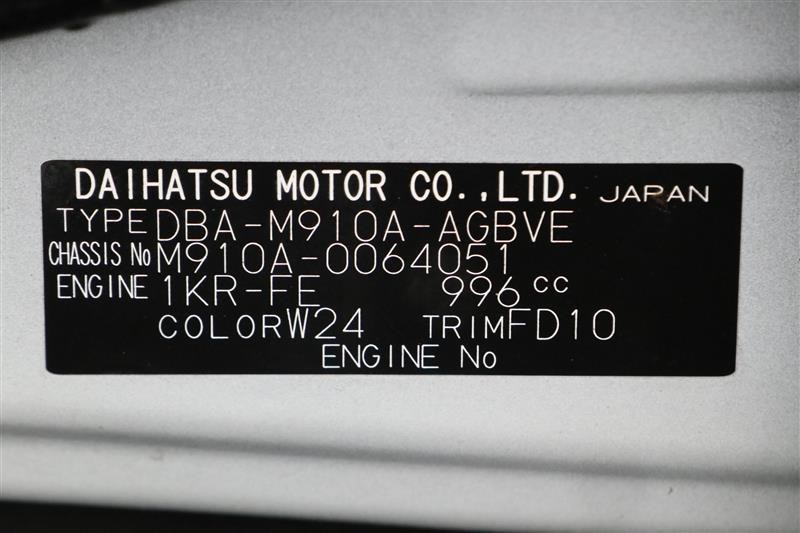 DAIHATSU MOTOR CO.,LTD. JAPAN
TYPE DBA-M910A-AGBVE
CHASSIS No M910A-0064051
ENGINE 1KR-FE 996 cc
COLOR W24 TRIM FD10
ENGINE No